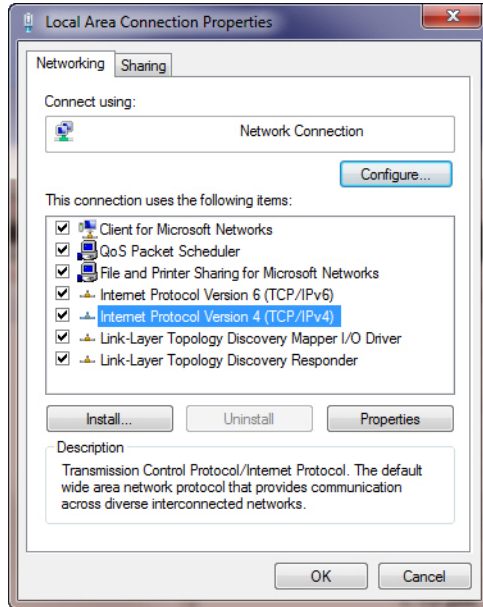 Local Area Connection Properties
Networking
Sharing
Connect using:
Network Connection
Configure...
This connection uses the following items:
Client for Microsoft Networks
QoS Packet Scheduler
File and Printer Sharing for Microsoft Networks
Internet Protocol Version 6 (TCP/IPv6)
Internet Protocol Version 4 (TCP/IPv4)
Link-Layer Topology Discovery Mapper I/O Driver
Link-Layer Topology Discovery Responder
Install...
Uninstall
Properties
Description
Transmission Control Protocol/Internet Protocol. The default
wide area network protocol that provides communication
across diverse interconnected networks.
OK
Cancel